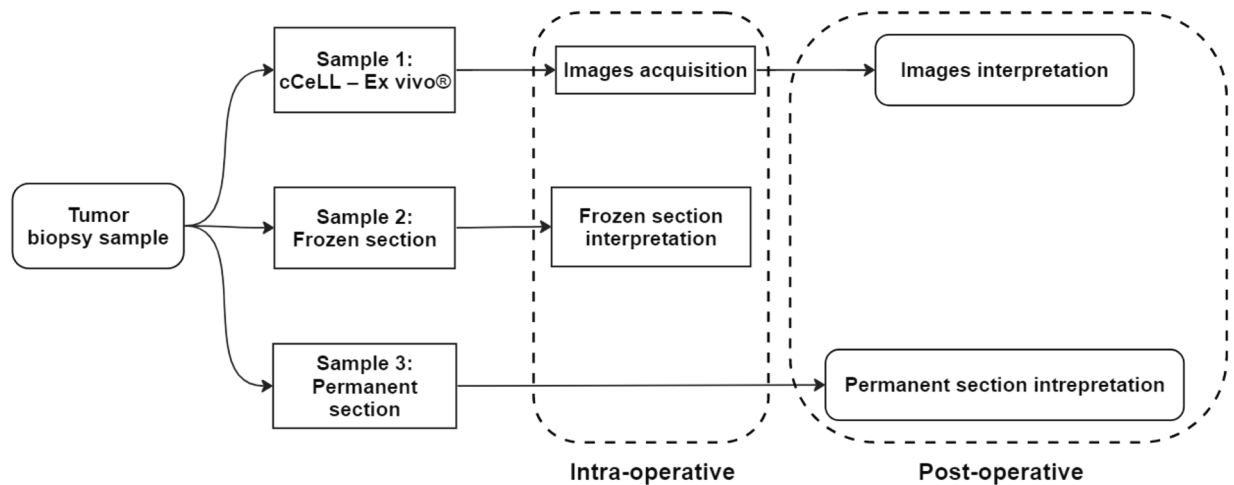 Sample 1:
cCeLL – Ex vivo®
Images acquisition
Images interpretation
Tumor
biopsy sample
Sample 2:
Frozen section
Frozen section
interpretation
Sample 3:
Permanent
section
Permanent section intrepretation
Intra-operative
Post-operative